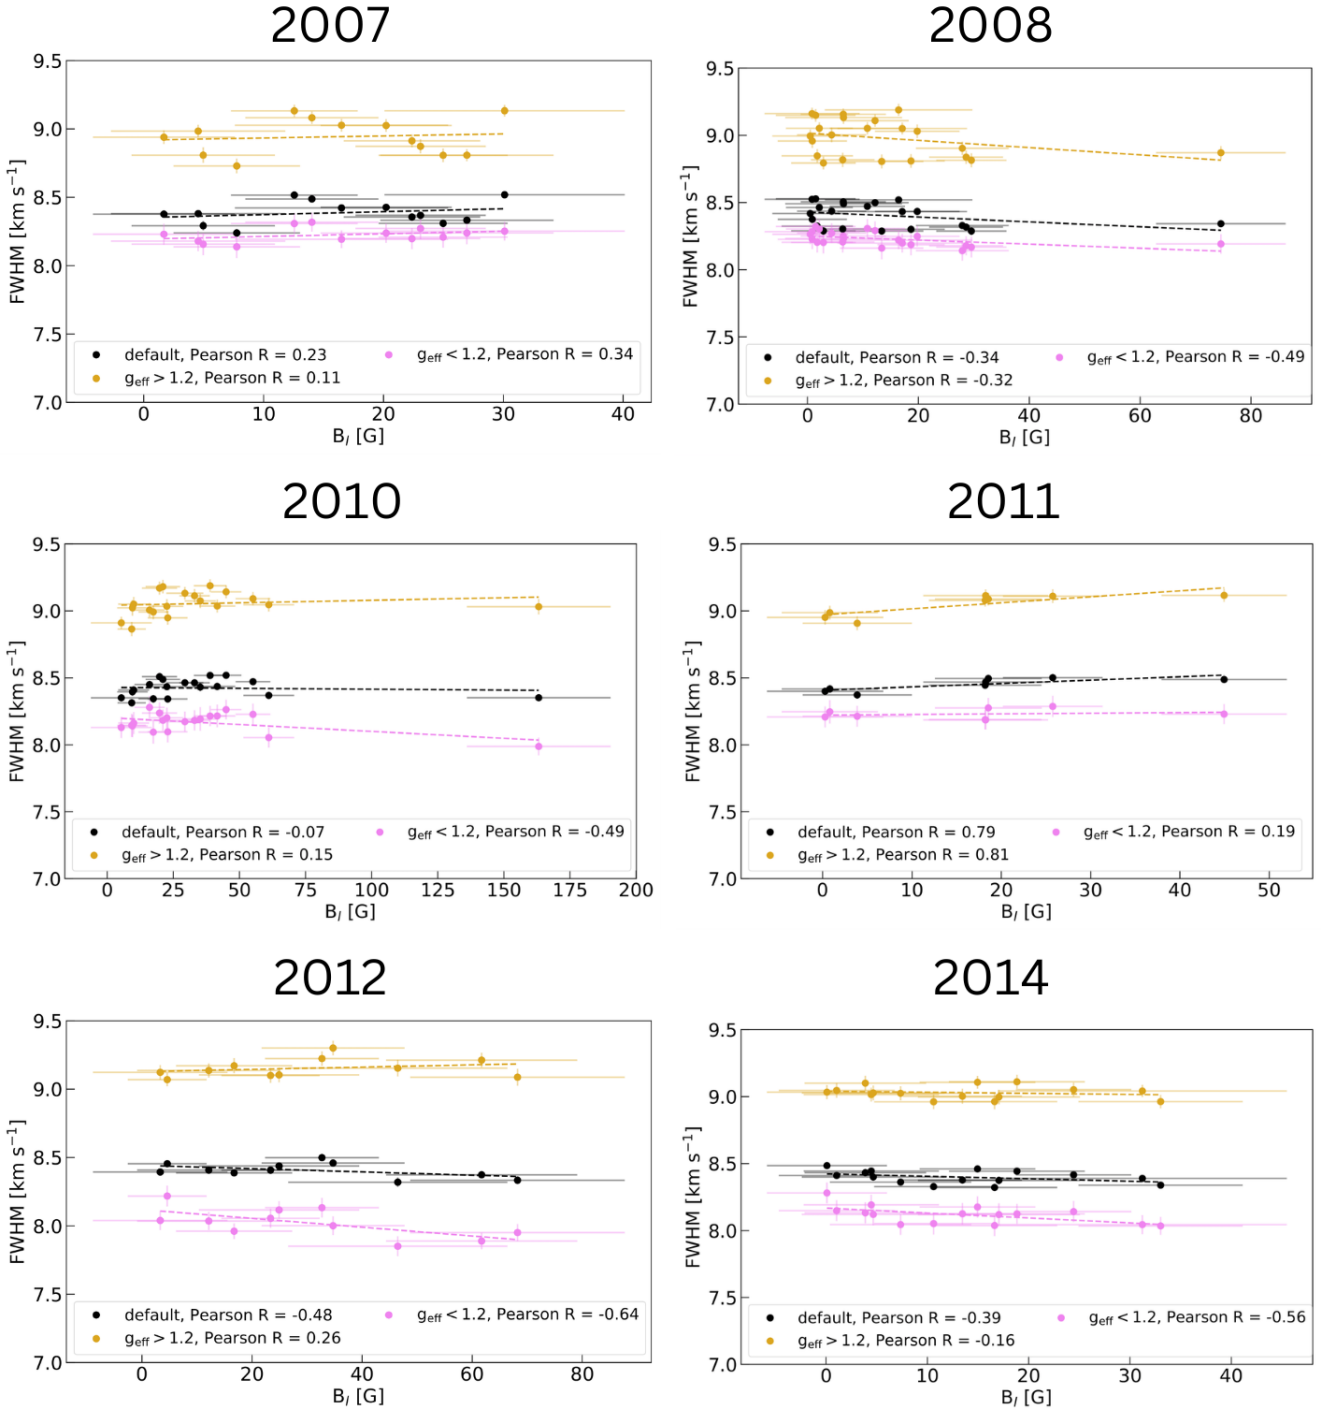 2007
2008
9.5
9.0
8.5
8.0
7.5
7.0
FWHM [km s⁻¹]
default, Pearson R = 0.23
g_eff < 1.2, Pearson R = 0.34
g_eff > 1.2, Pearson R = 0.11
0 10 20 30 40
B_l [G]
9.5
9.0
8.5
8.0
7.5
7.0
FWHM [km s⁻¹]
default, Pearson R = -0.34
g_eff < 1.2, Pearson R = -0.49
g_eff > 1.2, Pearson R = -0.32
0 20 40 60 80
B_l [G]
2010
2011
9.5
9.0
8.5
8.0
7.5
7.0
FWHM [km s⁻¹]
default, Pearson R = -0.07
g_eff < 1.2, Pearson R = -0.49
g_eff > 1.2, Pearson R = 0.15
0 25 50 75 100 125 150 175 200
B_l [G]
9.5
9.0
8.5
8.0
7.5
7.0
FWHM [km s⁻¹]
default, Pearson R = 0.79
g_eff < 1.2, Pearson R = 0.19
g_eff > 1.2, Pearson R = 0.81
0 10 20 30 40 50
B_l [G]
2012
2014
9.5
9.0
8.5
8.0
7.5
7.0
FWHM [km s⁻¹]
default, Pearson R = -0.48
g_eff < 1.2, Pearson R = -0.64
g_eff > 1.2, Pearson R = 0.26
0 20 40 60 80
B_l [G]
9.5
9.0
8.5
8.0
7.5
7.0
FWHM [km s⁻¹]
default, Pearson R = -0.39
g_eff < 1.2, Pearson R = -0.56
g_eff > 1.2, Pearson R = -0.16
0 10 20 30 40
B_l [G]